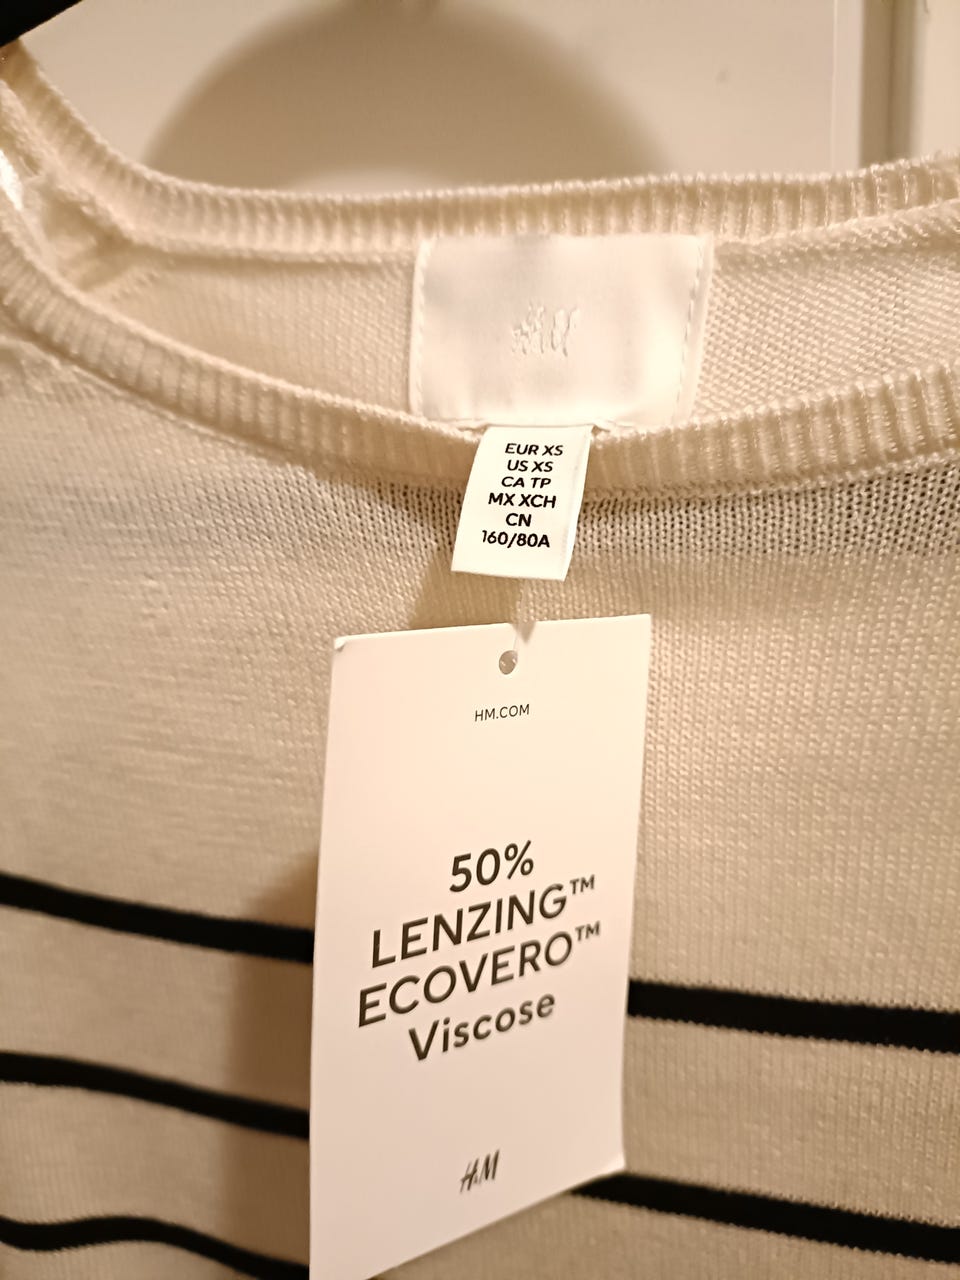 H&M
EUR XS
US XS
CA TP
MX XCH
CN
160/80A
HM.COM
50%
LENZING™
ECOVERO™
Viscose
H&M